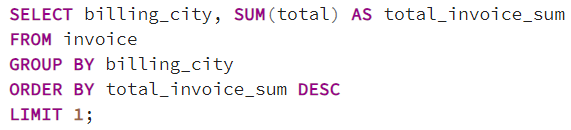 SELECT billing_city, SUM(total) AS total_invoice_sum
FROM invoice
GROUP BY billing_city
ORDER BY total_invoice_sum DESC
LIMIT 1;